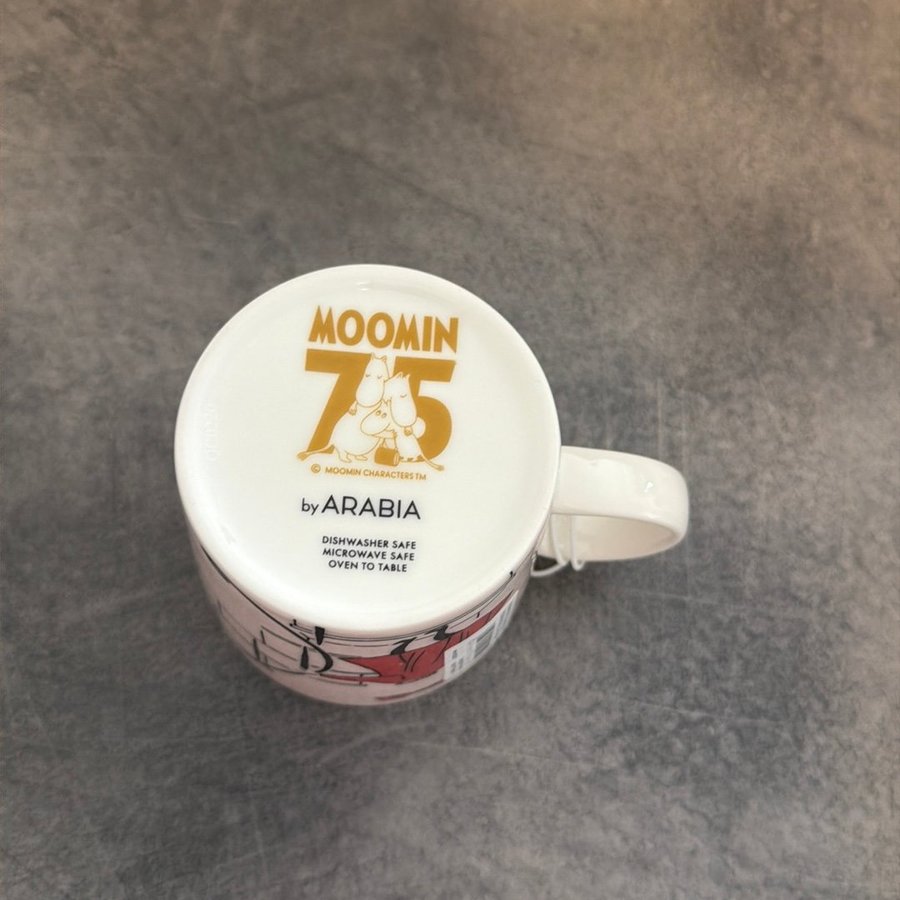 MOOMIN
75
© MOOMIN CHARACTERS TM
by ARABIA
DISHWASHER SAFE
MICROWAVE SAFE
OVEN TO TABLE